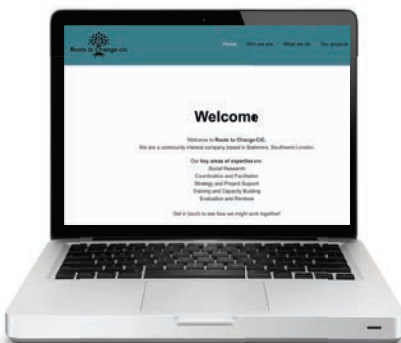 Roots to Change CIC
Home Who we are What we do Our projects
Welcome
Welcome to Roots to Change CIC.
We are a community interest company based in Battersea, Southwest London.
Our key areas of expertise are:
Social Research
Coordination and Facilitation
Strategy and Project Support
Training and Capacity Building
Evaluation and Reviews
Get in touch to see how we might work together!